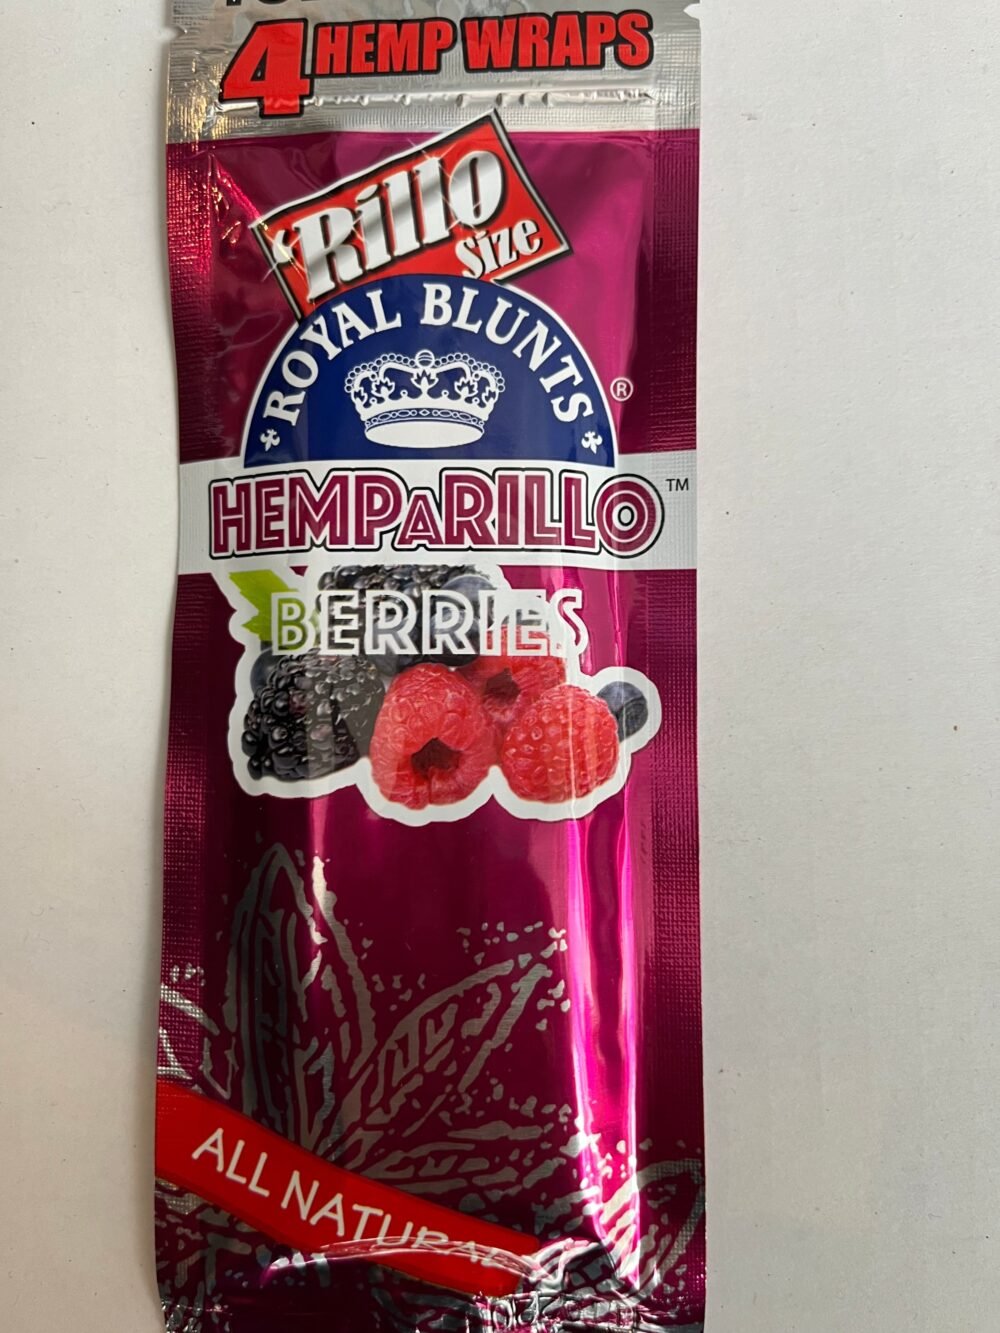 4 HEMP WRAPS
'Rillo
Size
ROYAL BLUNTS
®
HEMPaRILLO ™
BERRIES
ALL NATURAL